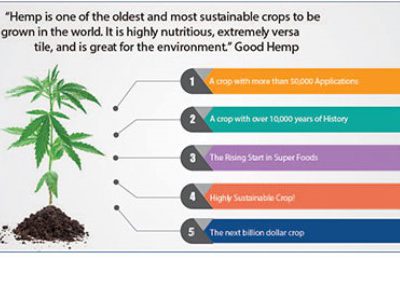 “Hemp is one of the oldest and most sustainable crops to be
grown in the world. It is highly nutritious, extremely versa
tile, and is great for the environment.” Good Hemp
1 A crop with more than 50,000 Applications
2 A crop with over 10,000 years of History
3 The Rising Start in Super Foods
4 Highly Sustainable Crop!
5 The next billion dollar crop